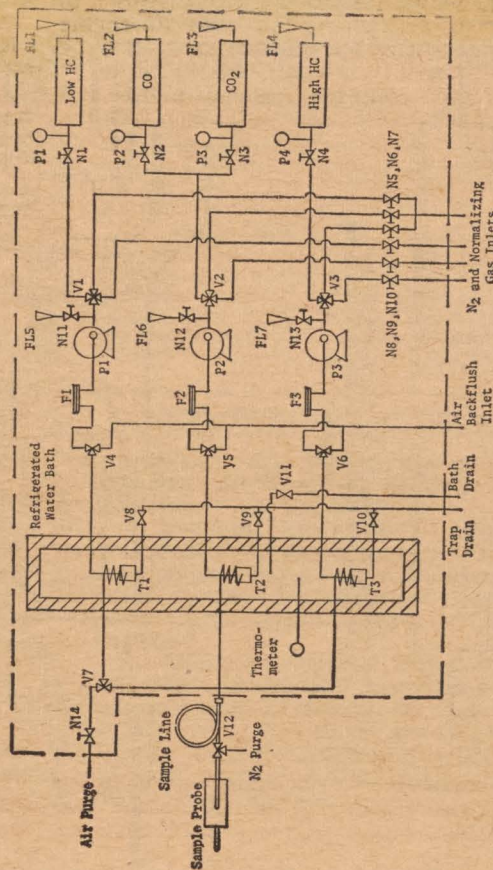 FL1
FL2
FL3
FL4
Low HC
CO
CO2
High HC
P1
N1
P2
N2
P3
N3
P4
N4
N5,N6,N7
V1
V2
V3
N8,N9,N10
N2 and Normalizing
Gas Inlets
FL5
N11
FL6
N12
FL7
N13
P1
P2
P3
F1
F2
F3
Air
Backflush
Inlet
V4
V5
V6
Refrigerated
Water Bath
V8
V9
V10
V11
Bath
Drain
Trap
Drain
T1
T2
T3
Thermo-
meter
V7
N14
Air Purge
Sample Line
V12
N2 Purge
Sample Probe